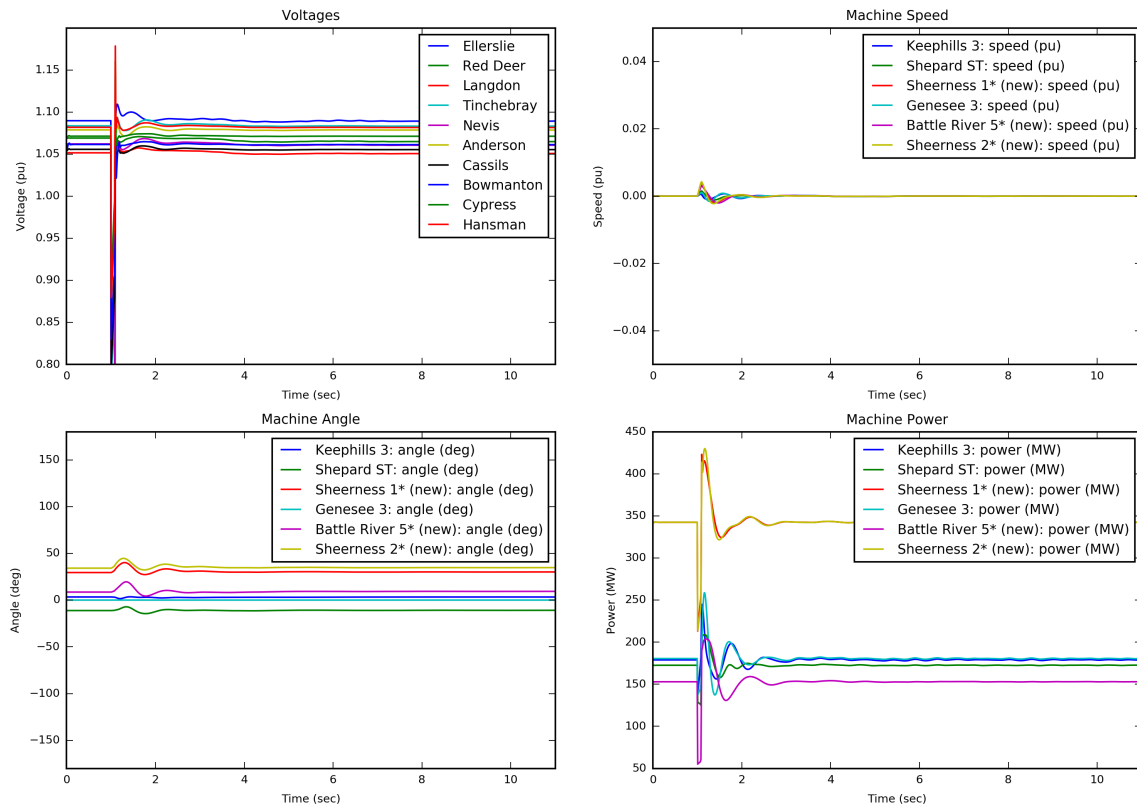 Voltages
Voltage (pu)
1.15
1.10
1.05
1.00
0.95
0.90
0.85
0.80
0 2 4 6 8 10
Time (sec)
Ellerslie
Red Deer
Langdon
Tinchebray
Nevis
Anderson
Cassils
Bowmanton
Cypress
Hansman
Machine Speed
Speed (pu)
0.04
0.02
0.00
−0.02
−0.04
0 2 4 6 8 10
Time (sec)
Keephills 3: speed (pu)
Shepard ST: speed (pu)
Sheerness 1* (new): speed (pu)
Genesee 3: speed (pu)
Battle River 5* (new): speed (pu)
Sheerness 2* (new): speed (pu)
Machine Angle
Angle (deg)
150
100
50
0
−50
−100
−150
0 2 4 6 8 10
Time (sec)
Keephills 3: angle (deg)
Shepard ST: angle (deg)
Sheerness 1* (new): angle (deg)
Genesee 3: angle (deg)
Battle River 5* (new): angle (deg)
Sheerness 2* (new): angle (deg)
Machine Power
Power (MW)
450
400
350
300
250
200
150
100
50
0 2 4 6 8 10
Time (sec)
Keephills 3: power (MW)
Shepard ST: power (MW)
Sheerness 1* (new): power (MW)
Genesee 3: power (MW)
Battle River 5* (new): power (MW)
Sheerness 2* (new): power (MW)